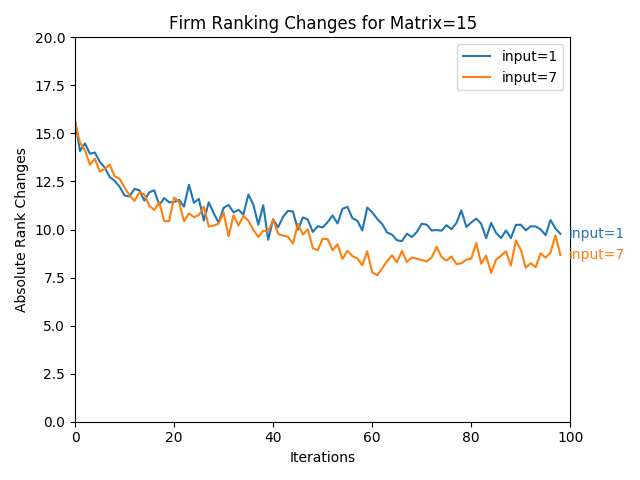 Firm Ranking Changes for Matrix=15
20.0
17.5
15.0
12.5
10.0
7.5
5.0
2.5
0.0
Absolute Rank Changes
input=1
input=7
input=1
input=7
0 20 40 60 80 100
Iterations